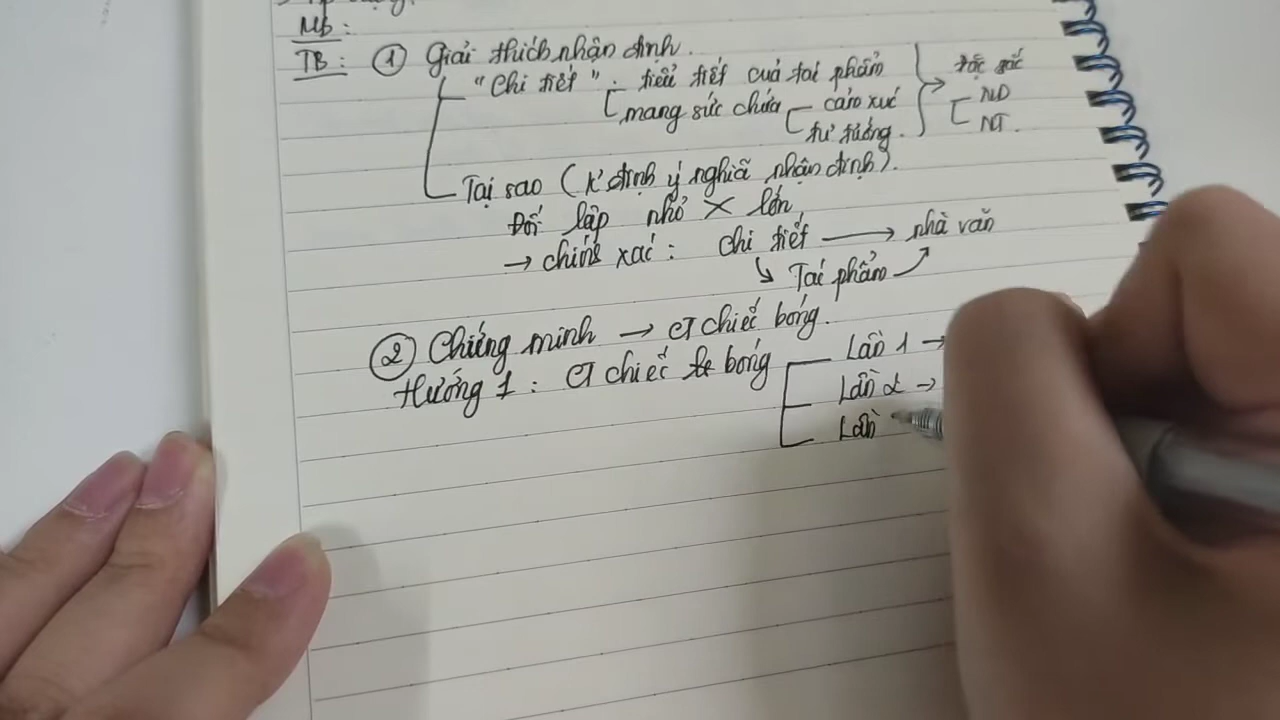 MB :
TB : ① Giải thích nhận định.
"Chi tiết" : tiểu tiết của tác phẩm
mang sức chứa cảm xúc
tư tưởng.
ND
NT.
Tại sao (x' định ý nghĩa nhận định).
Đối lập nhỏ X lớn
→ chính xác : chi tiết → nhà văn
↳ Tác phẩm
② Chứng minh → CT chiếc bóng.
Hướng 1 : CT chiếc bóng
Lần 1 →
Lần 2 →
Lần